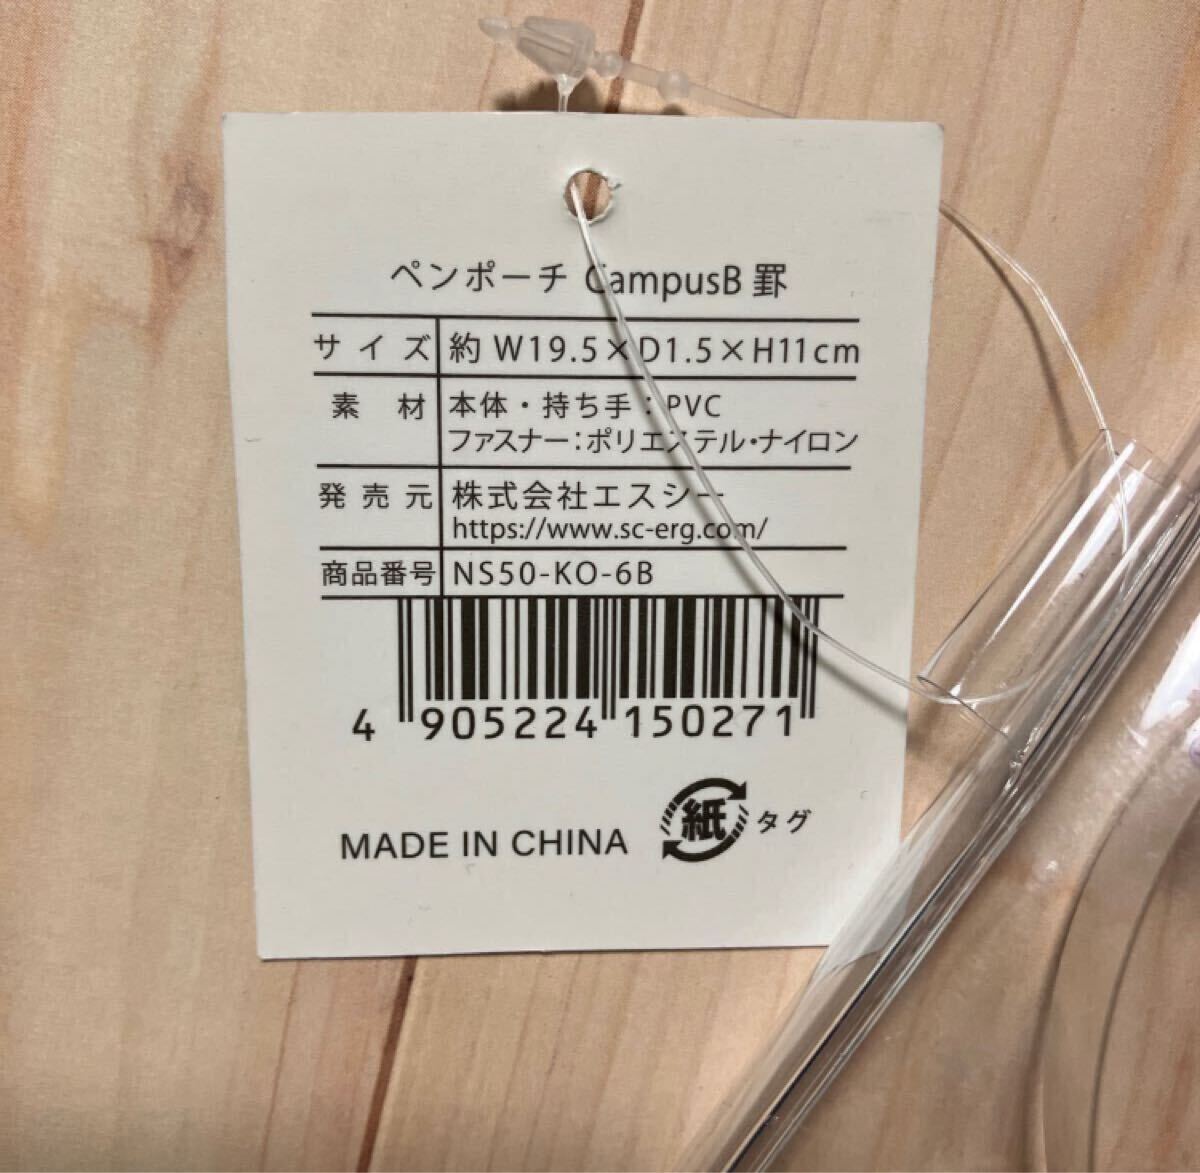 ペンポーチ CampusB 罫
サイズ 約 W19.5×D1.5×H11cm
素材 本体・持ち手：PVC
ファスナー：ポリエステル・ナイロン
発売元 株式会社エスシー
https://www.sc-erg.com/
商品番号 NS50-KO-6B
4 905224 150271
MADE IN CHINA 紙 タグ